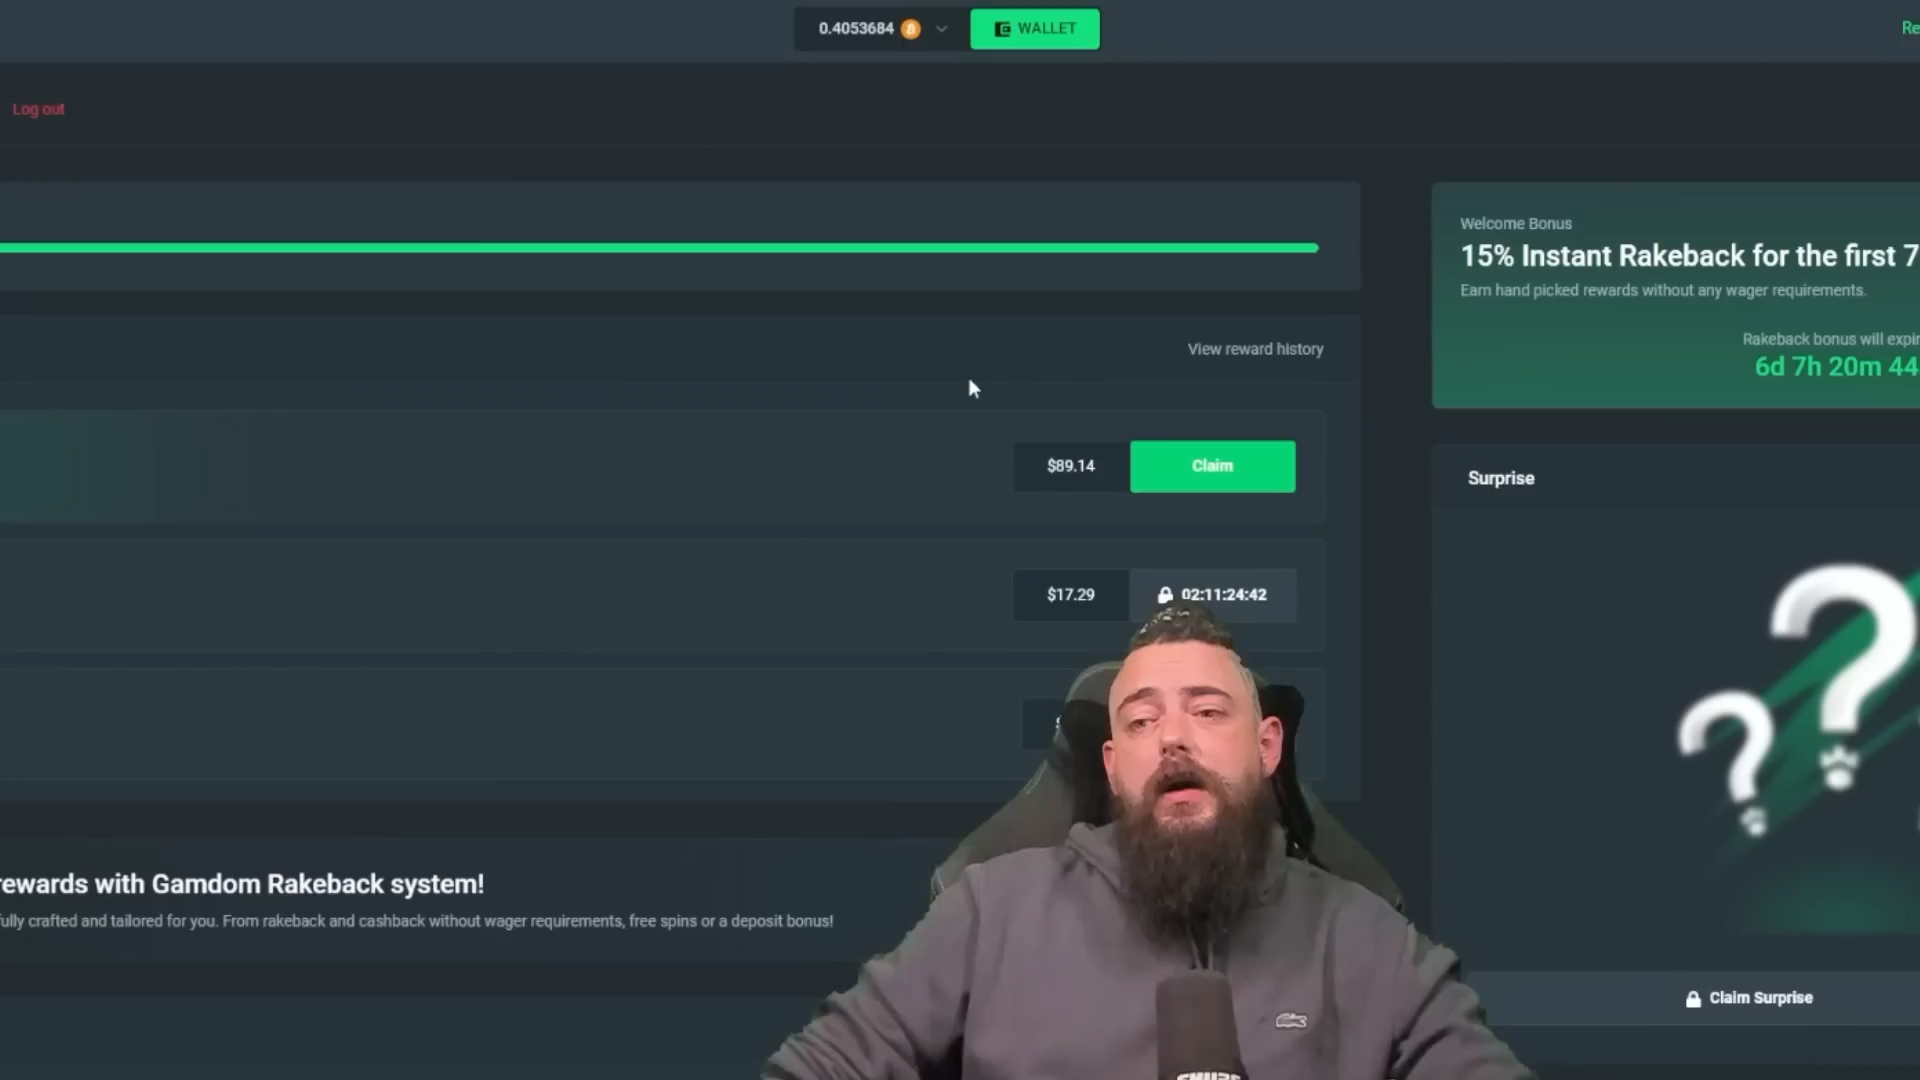 0.4053684
WALLET
Log out
Welcome Bonus
15% Instant Rakeback for the first 7
Earn hand picked rewards without any wager requirements.
Rakeback bonus will
6d 7h 20m 44
View reward history
$89.14
Claim
Surprise
$17.29
02:11:24:42
rewards with Gamdom Rakeback system!
fully crafted and tailored for you. From rakeback and cashback without wager requirements, free spins or a deposit bonus!
Claim Surprise